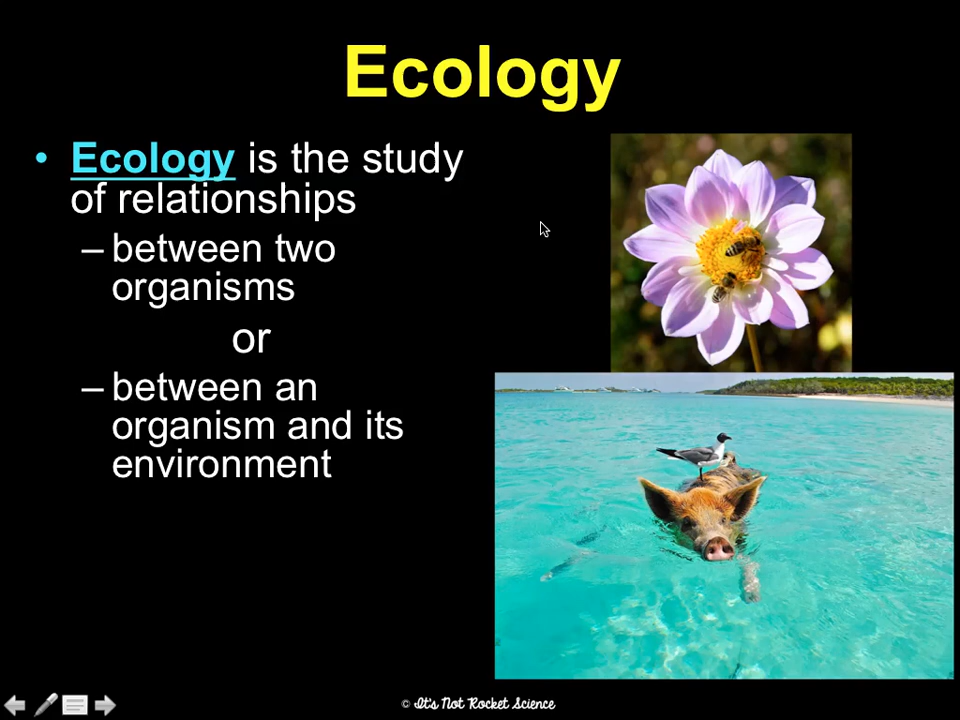 Ecology
• Ecology is the study
of relationships
– between two
organisms
or
– between an
organism and its
environment
© It's Not Rocket Science